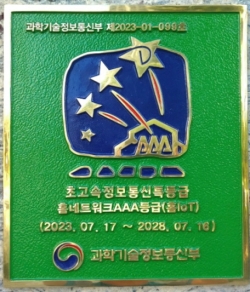 과학기술정보통신부 제2023-01-099호
D
AAA
초고속정보통신특등급
홈네트워크AAA등급(홈IoT)
(2023. 07. 17 ~ 2028. 07. 16)
과학기술정보통신부